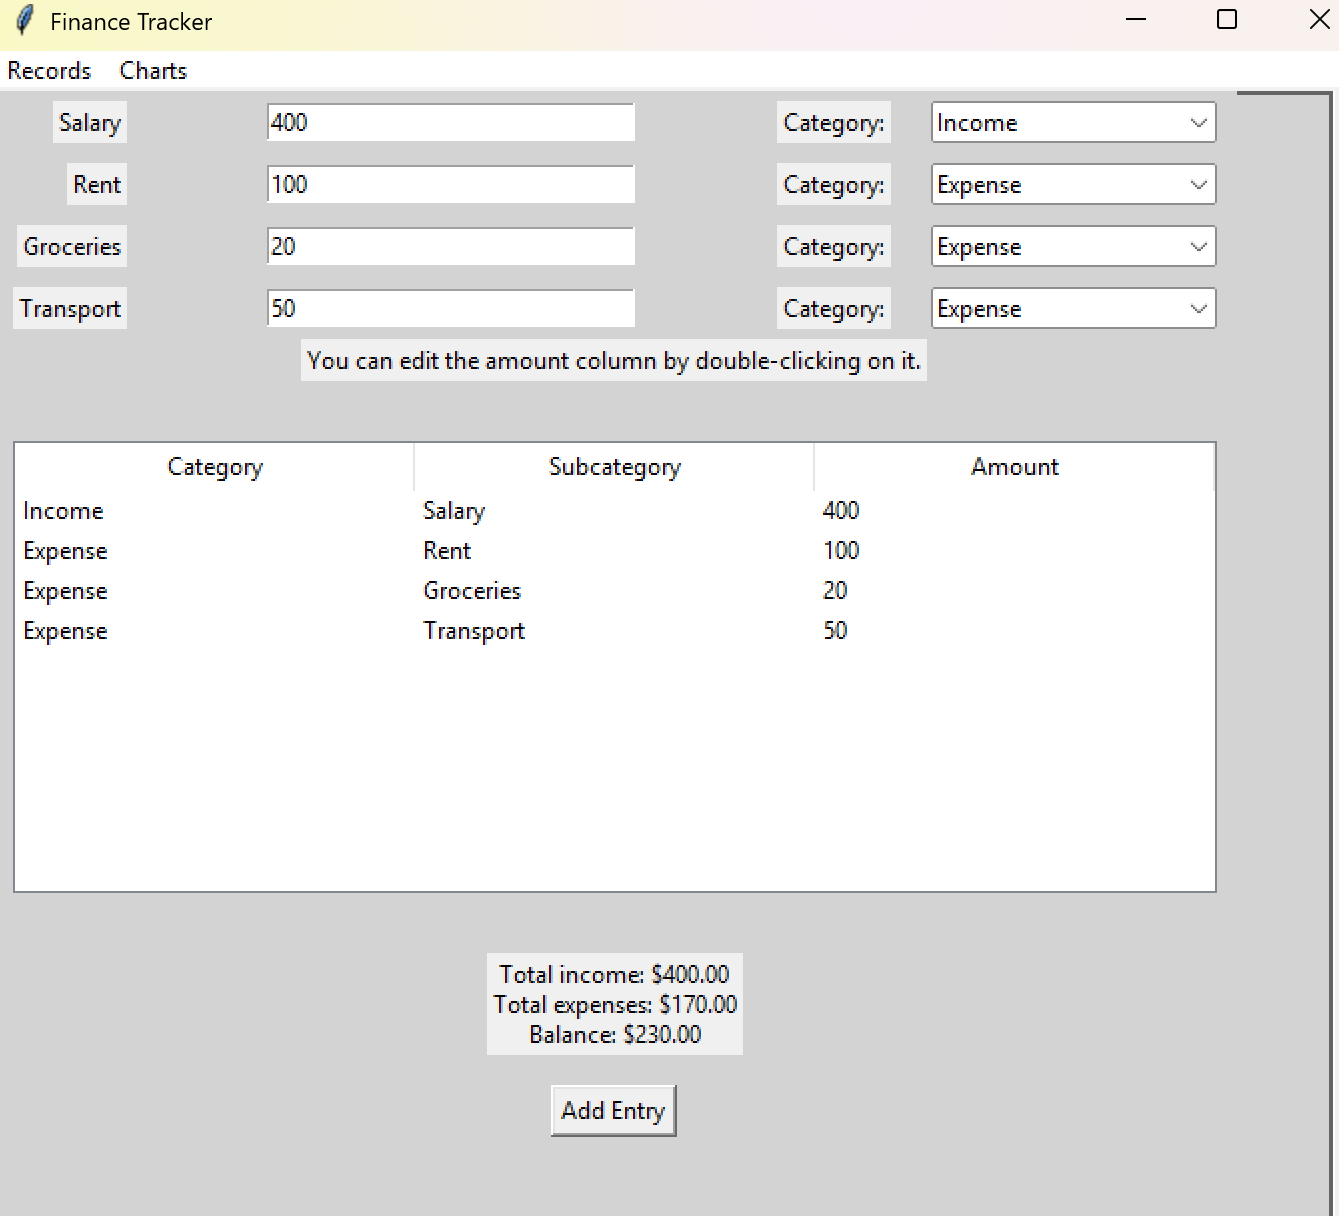 Finance Tracker
Records Charts
Salary 400 Category: Income
Rent 100 Category: Expense
Groceries 20 Category: Expense
Transport 50 Category: Expense
You can edit the amount column by double-clicking on it.
Category Subcategory Amount
Income Salary 400
Expense Rent 100
Expense Groceries 20
Expense Transport 50
Total income: $400.00
Total expenses: $170.00
Balance: $230.00
Add Entry